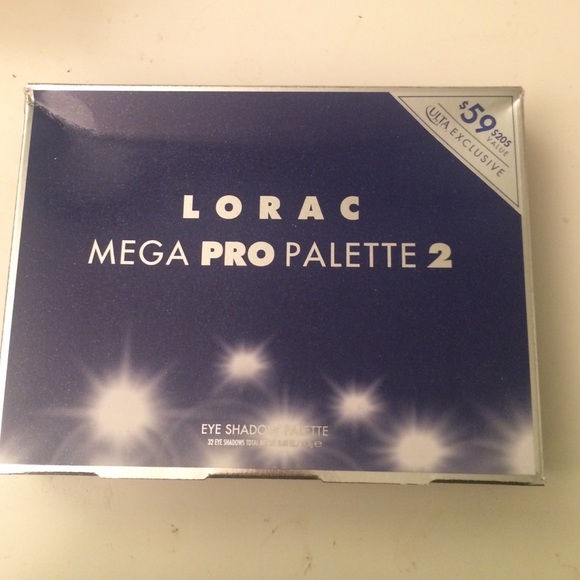 LORAC
MEGA PRO PALETTE 2
$59 $205
VALUE
ULTA EXCLUSIVE
EYE SHADOW PALETTE
32 EYE SHADOWS TOTAL